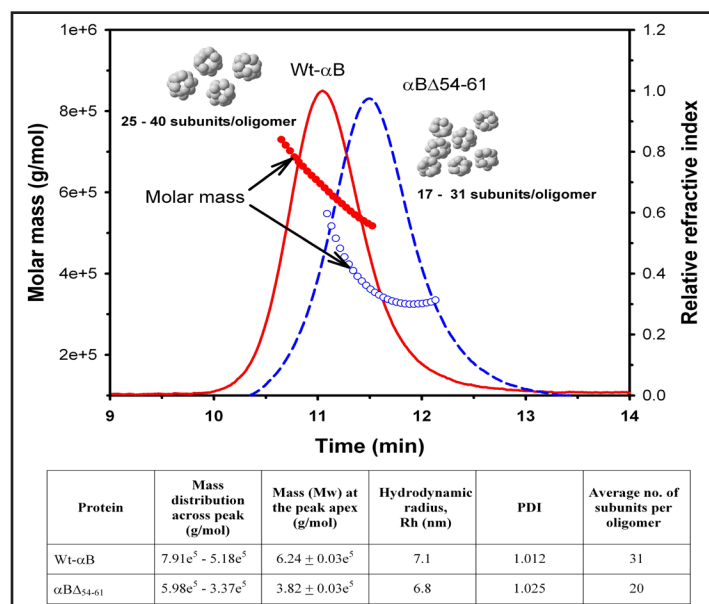 1e+6
8e+5
6e+5
4e+5
2e+5
Molar mass (g/mol)
Wt-αB
αBΔ54-61
25 - 40 subunits/oligomer
17 - 31 subunits/oligomer
Molar mass
1.2
1.0
0.8
0.6
0.4
0.2
0.0
Relative refractive index
9 10 11 12 13 14
Time (min)
Protein
Mass
distribution
across peak
(g/mol)
Mass (Mw) at
the peak apex
(g/mol)
Hydrodynamic
radius,
Rh (nm)
PDI
Average no. of
subunits per
oligomer
Wt-αB 7.91e⁵ - 5.18e⁵ 6.24 ± 0.03e⁵ 7.1 1.012 31
αBΔ₅₄₋₆₁ 5.98e⁵ - 3.37e⁵ 3.82 ± 0.03e⁵ 6.8 1.025 20